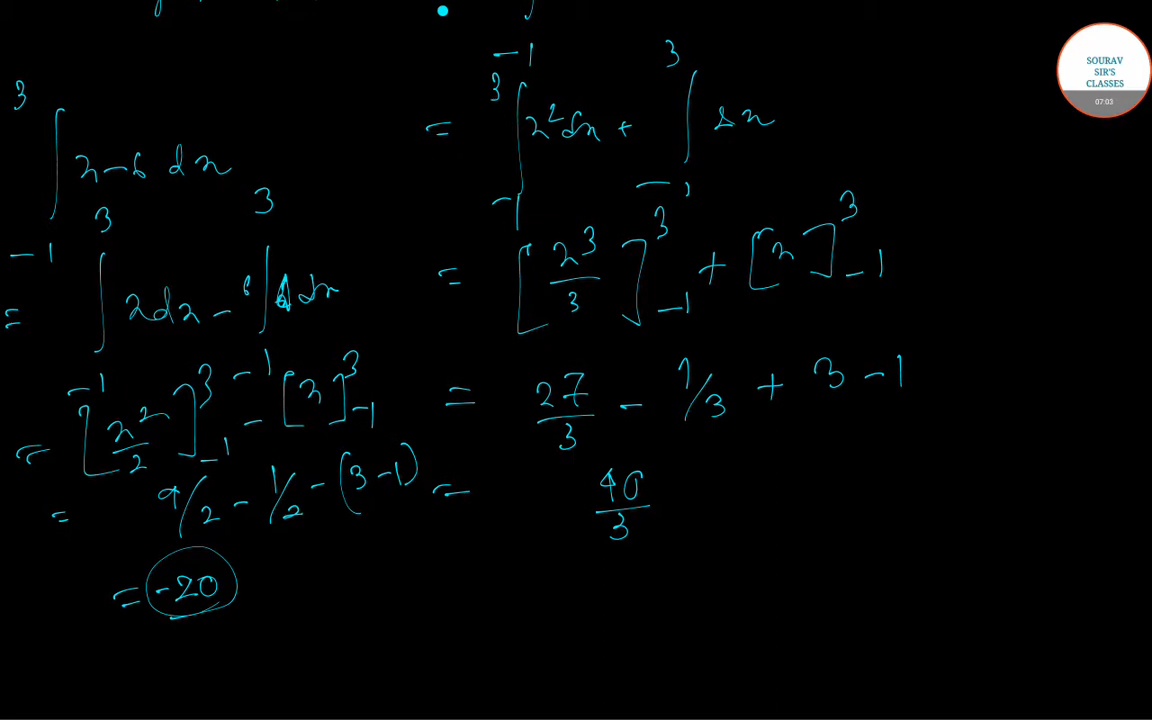 ∫_{-1}^{3} x - 6 dx
= ∫_{-1}^{3} x dx - 6 ∫_{-1}^{3} 1 dx
= [x²/2]_{-1}^{3} - [x]_{-1}^{3}
= 9/2 - 1/2 - (3 - 1)
= -20
= ∫_{-1}^{3} x² dx + ∫_{-1}^{3} dx
= [x³/3]_{-1}^{3} + [x]_{-1}^{3}
= 27/3 - 1/3 + 3 - 1
= 40/3
SOURAV
SIR'S
CLASSES
07:03